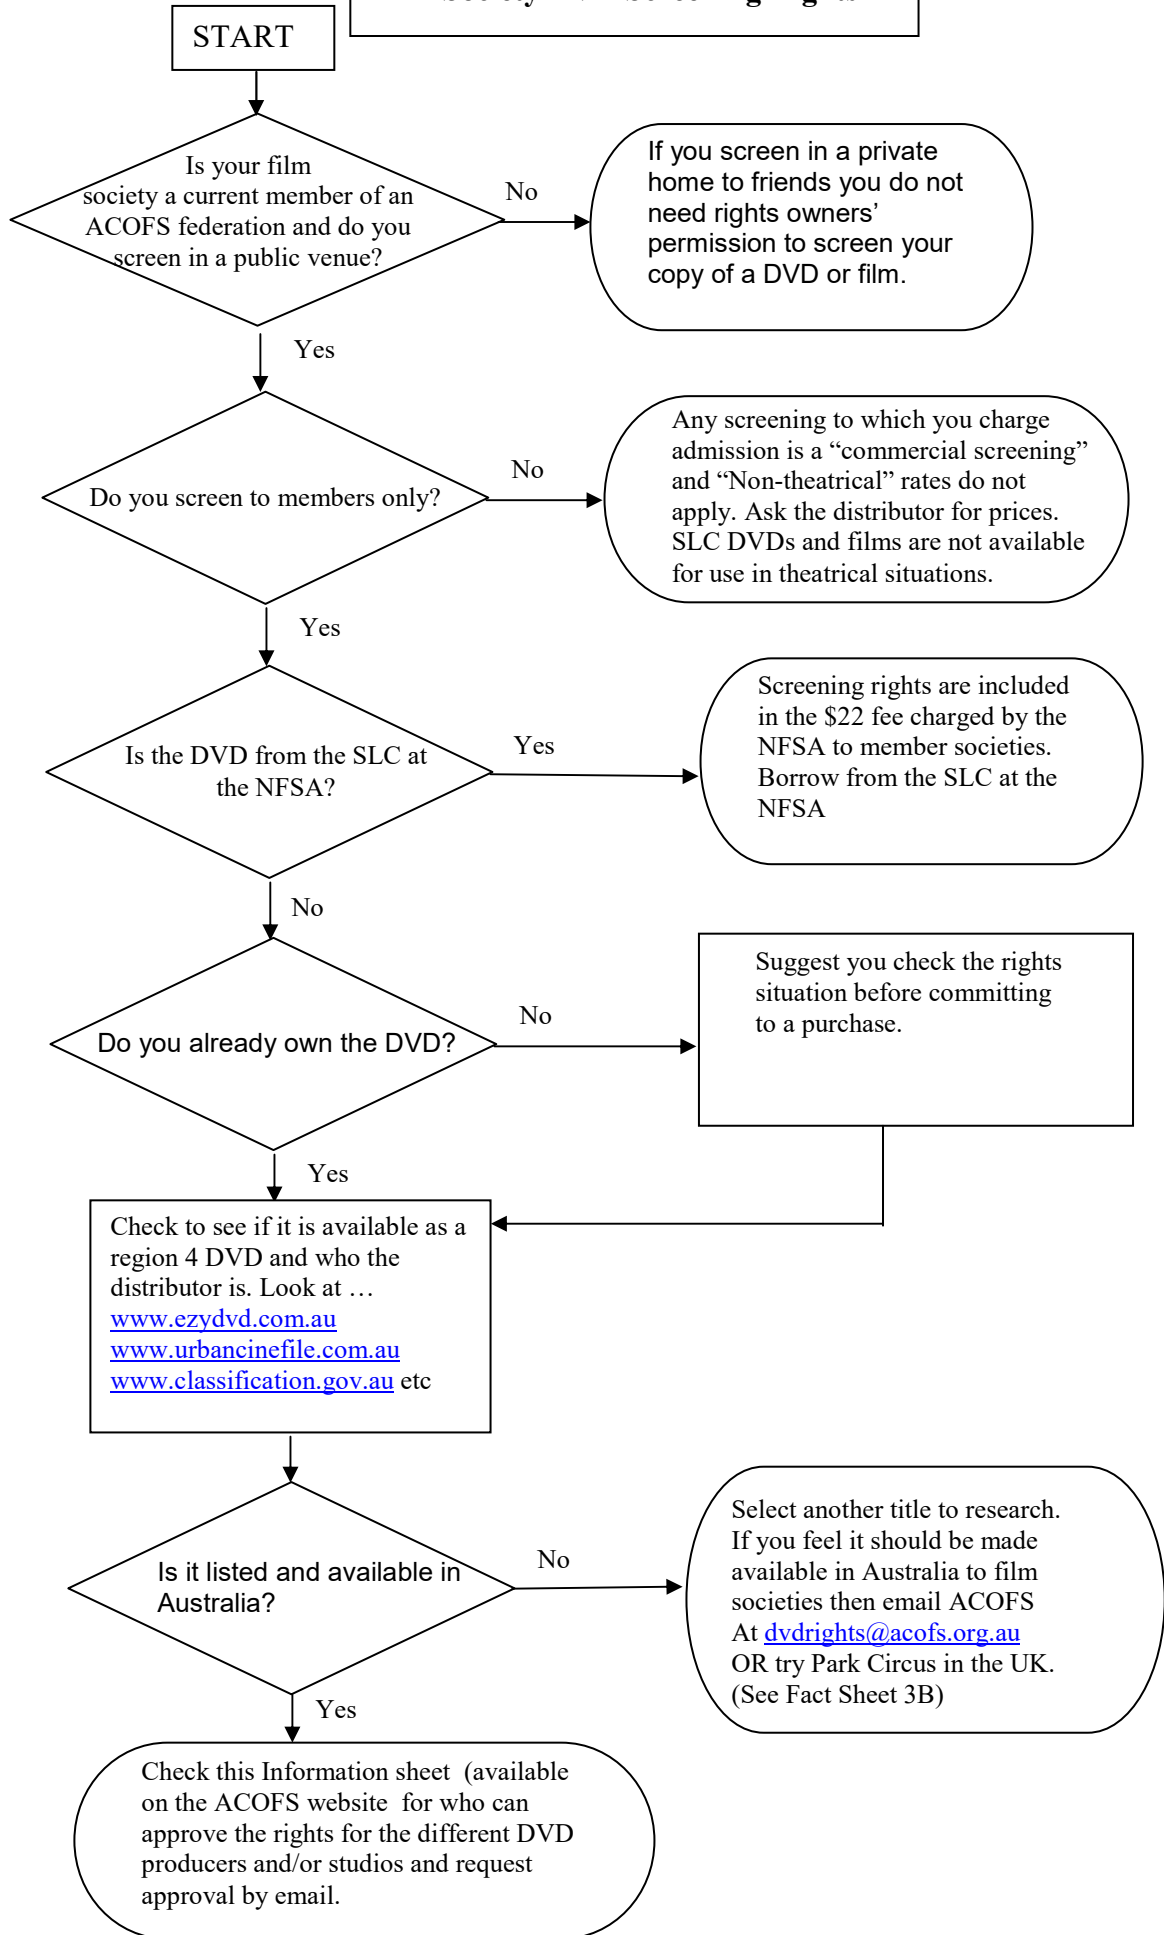 START
Is your film
society a current member of an
ACOFS federation and do you
screen in a public venue?
No
If you screen in a private
home to friends you do not
need rights owners’
permission to screen your
copy of a DVD or film.
Yes
Do you screen to members only?
No
Any screening to which you charge
admission is a “commercial screening”
and “Non-theatrical” rates do not
apply. Ask the distributor for prices.
SLC DVDs and films are not available
for use in theatrical situations.
Yes
Is the DVD from the SLC at
the NFSA?
Yes
Screening rights are included
in the $22 fee charged by the
NFSA to member societies.
Borrow from the SLC at the
NFSA
No
Do you already own the DVD?
No
Suggest you check the rights
situation before committing
to a purchase.
Yes
Check to see if it is available as a
region 4 DVD and who the
distributor is. Look at …
www.ezydvd.com.au
www.urbancinefile.com.au
www.classification.gov.au etc
Is it listed and available in
Australia?
No
Select another title to research.
If you feel it should be made
available in Australia to film
societies then email ACOFS
At dvdrights@acofs.org.au
OR try Park Circus in the UK.
(See Fact Sheet 3B)
Yes
Check this Information sheet (available
on the ACOFS website for who can
approve the rights for the different DVD
producers and/or studios and request
approval by email.